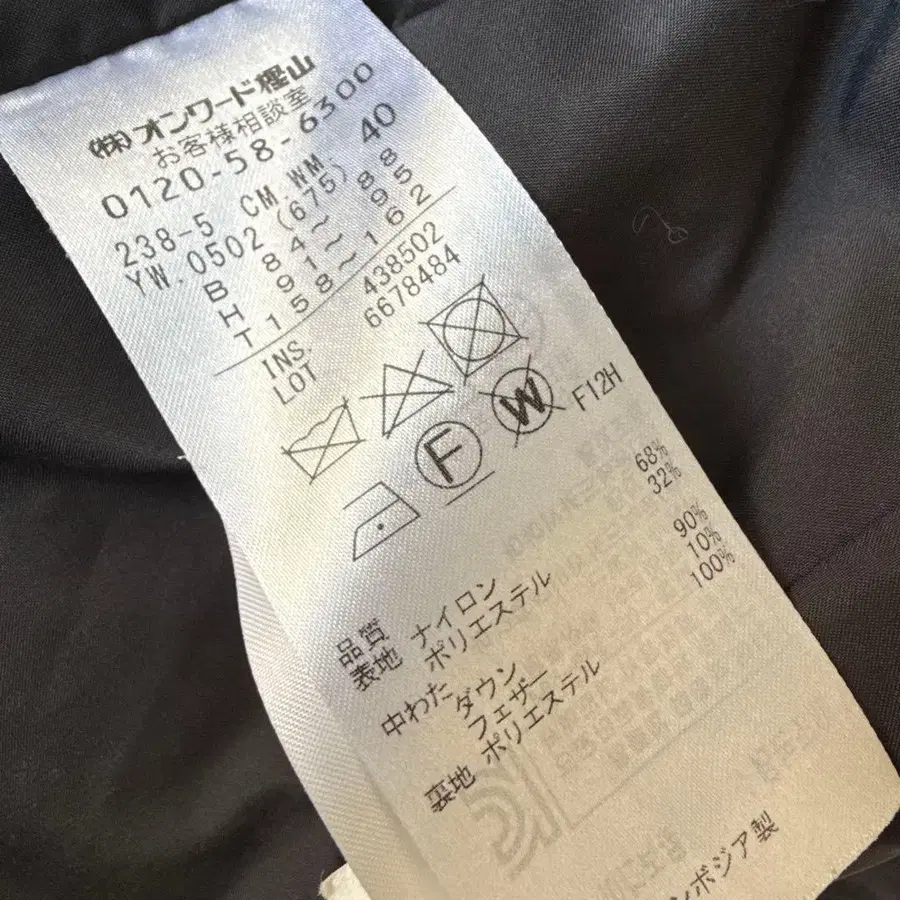 (株)オンワード樫山
お客様相談室
0120-58-6300
238-5 CM.WM. 40
YW.0502 (675)
B 84～ 88
H 91～ 95
T158～162
INS. 438502
LOT 6678484
F W F12H
品質
表地 ナイロン 68%
ポリエステル 32%
中わた ダウン 90%
フェザー 10%
裏地 ポリエステル 100%
ンボジア製